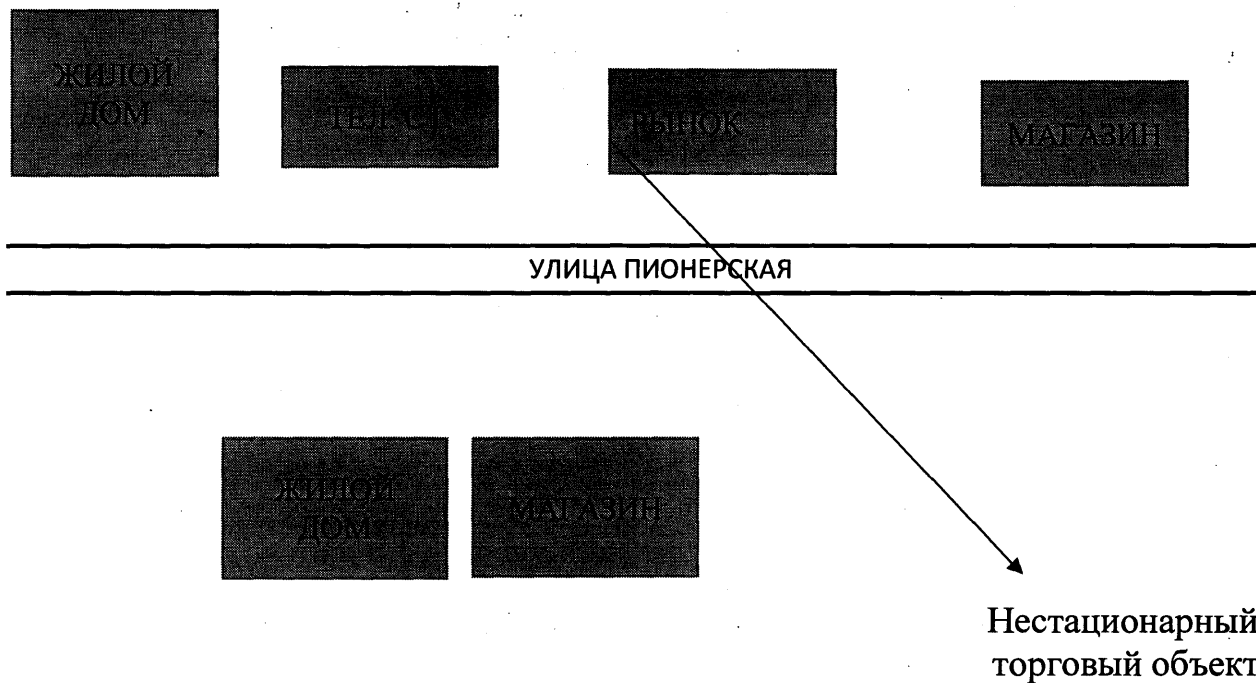 ЖИЛОЙ
ДОМ
РЫНОК
МАГАЗИН
УЛИЦА ПИОНЕРСКАЯ
ЖИЛОЙ
ДОМ
МАГАЗИН
Нестационарный
торговый объект